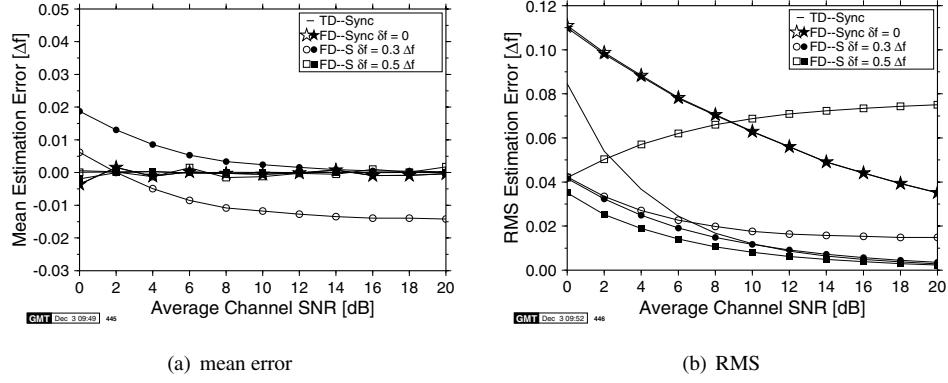 0.05
0.04
0.03
0.02
0.01
0.00
-0.01
-0.02
-0.03
Mean Estimation Error [Δf]
0 2 4 6 8 10 12 14 16 18 20
Average Channel SNR [dB]
TD--Sync
FD--Sync δf = 0
FD--S δf = 0.3 Δf
FD--S δf = 0.5 Δf
GMT Dec 3 09:49 445
(a) mean error
0.12
0.10
0.08
0.06
0.04
0.02
0.00
RMS Estimation Error [Δf]
0 2 4 6 8 10 12 14 16 18 20
Average Channel SNR [dB]
TD--Sync
FD--Sync δf = 0
FD--S δf = 0.3 Δf
FD--S δf = 0.5 Δf
GMT Dec 3 09:52 446
(b) RMS